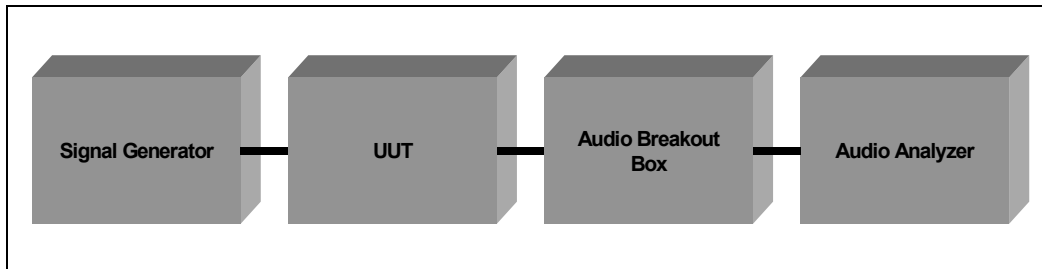 Signal Generator
UUT
Audio Breakout
Box
Audio Analyzer